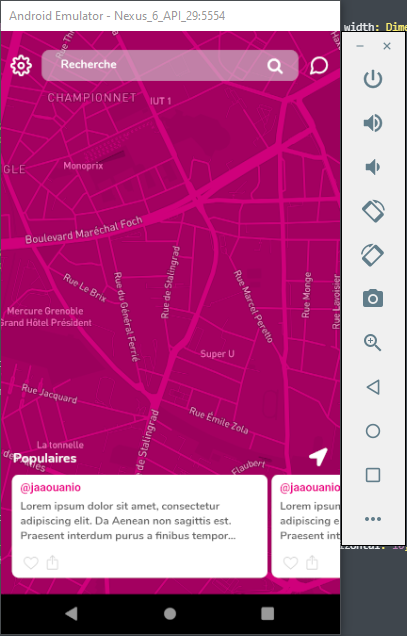 Android Emulator - Nexus_6_API_29:5554
width: Dime
Rue Th
Recherche
CHAMPIONNET
IUT 1
Monoprix
GLE
Boulevard Maréchal Foch
Rue Le Brix
Rue du Général Ferrié
Rue de Stalingrad
Rue Marcel Peretto
Rue Monge
Rue Lavoisier
Mercure Grenoble
Grand Hôtel Président
Super U
Rue Jacquard
Rue Émile Zola
Rue de Stalingrad
La tonnelle
Flaubert
Populaires
@jaaouanio
Lorem ipsum dolor sit amet, consectetur
adipiscing elit. Da Aenean non sagittis est.
Praesent interdum purus a finibus tempor...
@jaaouanio
Lorem ipsum
adipiscing e
Praesent int